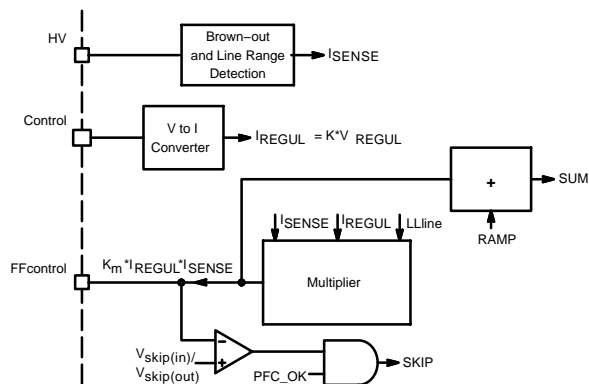 HV
Brown−out
and Line Range
Detection
ISENSE
Control
V to I
Converter
IREGUL = K*V REGUL
+
SUM
RAMP
ISENSE IREGUL LLline
FFcontrol
Km*IREGUL*ISENSE
Multiplier
−
+
Vskip(in)/
Vskip(out)
PFC_OK
SKIP